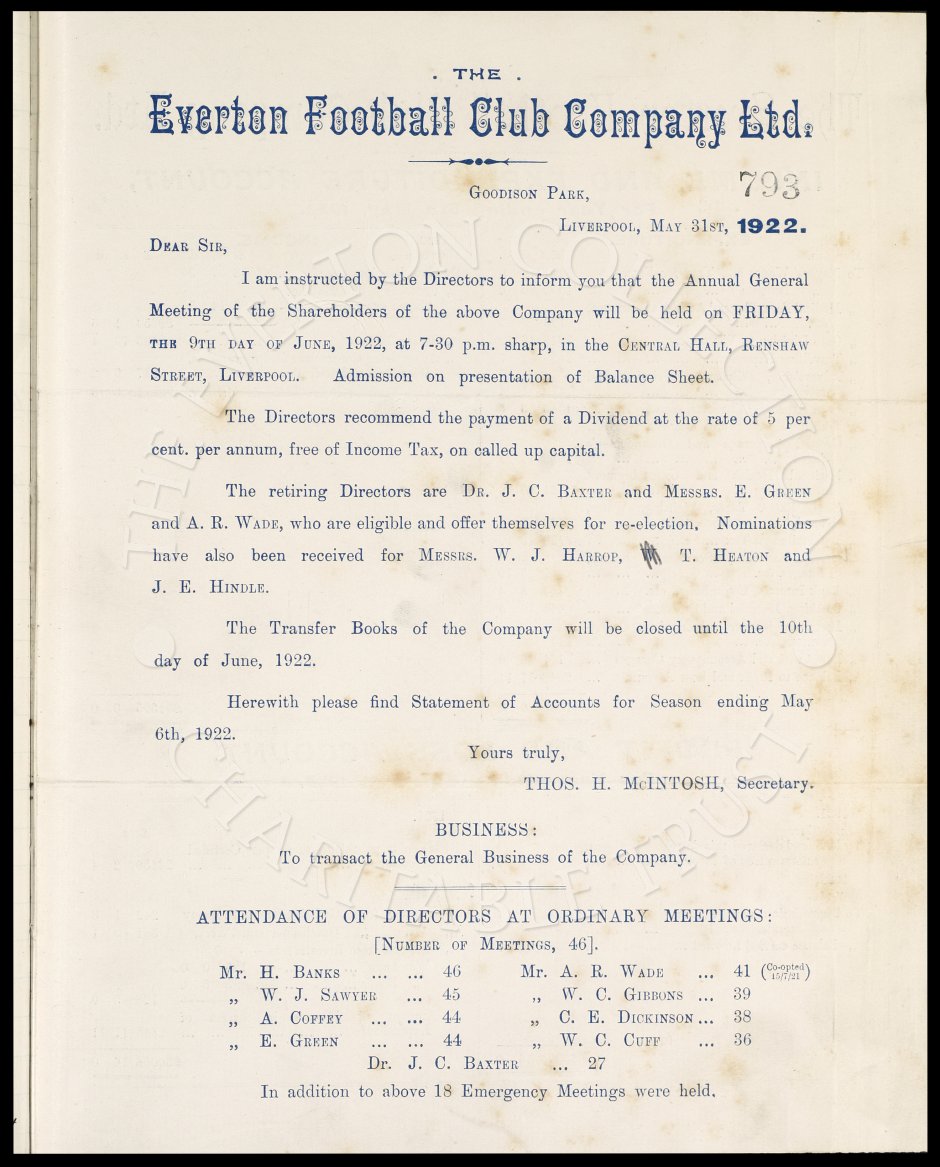 . THE .
Everton Football Club Company Ltd.
GOODISON PARK,
793
LIVERPOOL, MAY 31ST, 1922.
DEAR SIR,
I am instructed by the Directors to inform you that the Annual General
Meeting of the Shareholders of the above Company will be held on FRIDAY,
THE 9TH DAY OF JUNE, 1922, at 7-30 p.m. sharp, in the CENTRAL HALL, RENSHAW
STREET, LIVERPOOL. Admission on presentation of Balance Sheet.
The Directors recommend the payment of a Dividend at the rate of 5 per
cent. per annum, free of Income Tax, on called up capital.
The retiring Directors are DR. J. C. BAXTER and MESSRS. E. GREEN
and A. R. WADE, who are eligible and offer themselves for re-election. Nominations
have also been received for MESSRS. W. J. HARROP, T. HEATON and
J. E. HINDLE.
The Transfer Books of the Company will be closed until the 10th
day of June, 1922.
Herewith please find Statement of Accounts for Season ending May
6th, 1922.
Yours truly,
THOS. H. McINTOSH, Secretary.
BUSINESS:
To transact the General Business of the Company.
ATTENDANCE OF DIRECTORS AT ORDINARY MEETINGS:
[NUMBER OF MEETINGS, 46].
Mr. H. BANKS ... ... 46 Mr. A. R. WADE ... 41 (Co-opted 15/7/21)
„ W. J. SAWYER ... 45 „ W. C. GIBBONS ... 39
„ A. COFFEY ... ... 44 „ C. E. DICKINSON ... 38
„ E. GREEN ... ... 44 „ W. C. CUFF ... 36
Dr. J. C. BAXTER ... 27
In addition to above 18 Emergency Meetings were held.
THE EVERTON COLLECTION
CHARITABLE TRUST